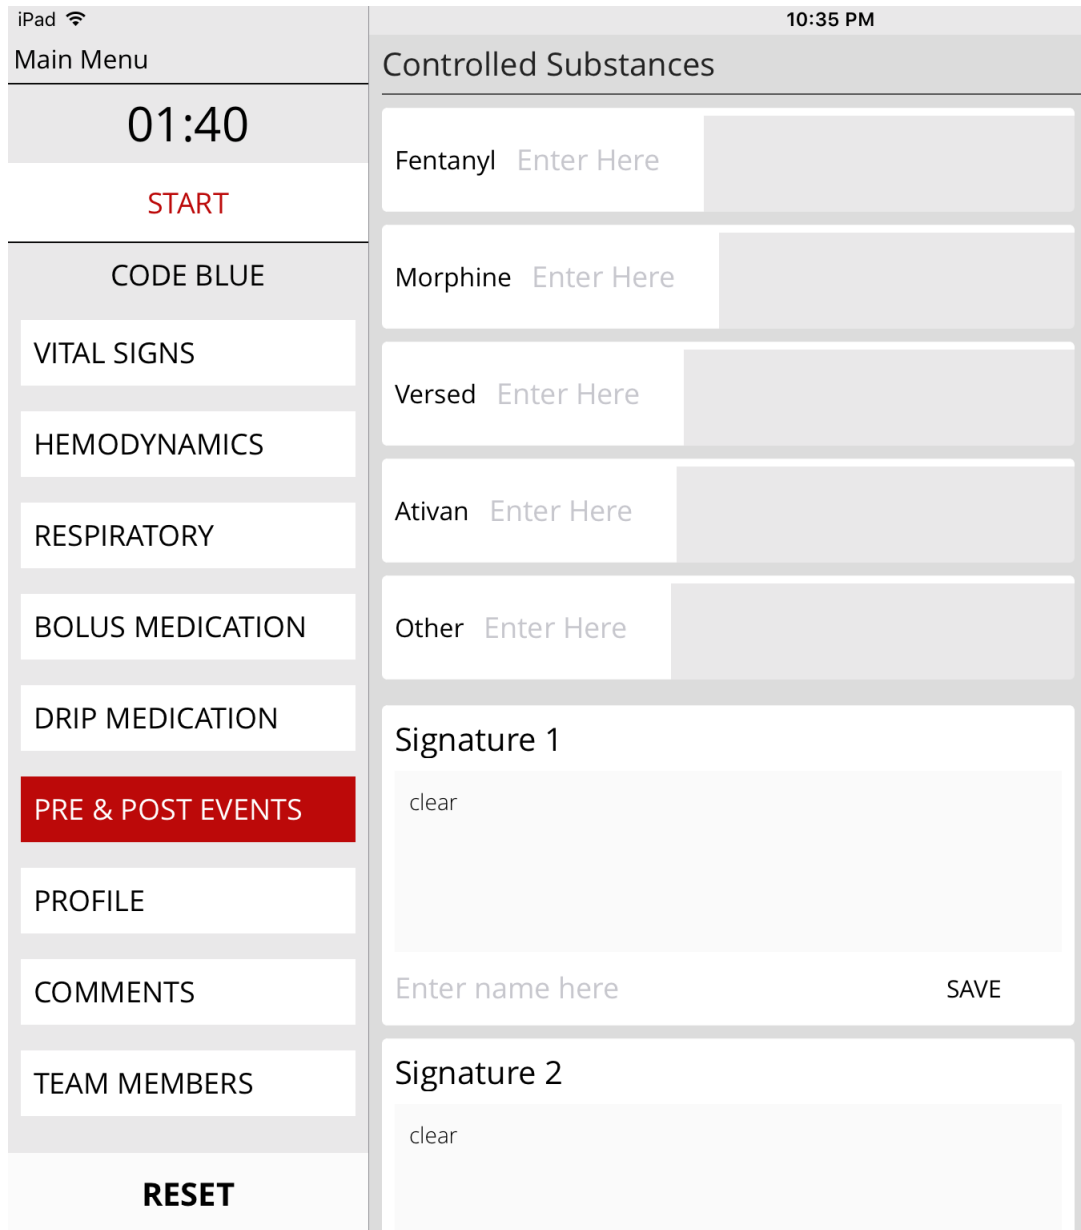 iPad
10:35 PM
Main Menu
01:40
START
CODE BLUE
VITAL SIGNS
HEMODYNAMICS
RESPIRATORY
BOLUS MEDICATION
DRIP MEDICATION
PRE & POST EVENTS
PROFILE
COMMENTS
TEAM MEMBERS
RESET
Controlled Substances
Fentanyl Enter Here
Morphine Enter Here
Versed Enter Here
Ativan Enter Here
Other Enter Here
Signature 1
clear
Enter name here SAVE
Signature 2
clear